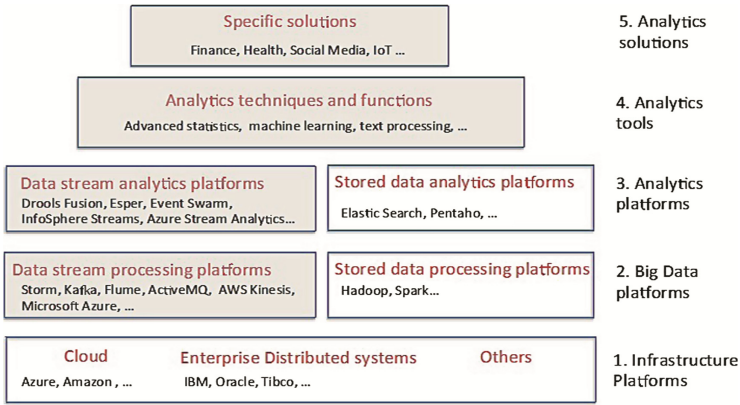 Specific solutions
Finance, Health, Social Media, IoT ...
5. Analytics
solutions
Analytics techniques and functions
Advanced statistics, machine learning, text processing, ...
4. Analytics
tools
Data stream analytics platforms
Drools Fusion, Esper, Event Swarm,
InfoSphere Streams, Azure Stream Analytics...
Stored data analytics platforms
Elastic Search, Pentaho, ...
3. Analytics
platforms
Data stream processing platforms
Storm, Kafka, Flume, ActiveMQ, AWS Kinesis,
Microsoft Azure, ...
Stored data processing platforms
Hadoop, Spark...
2. Big Data
platforms
Cloud
Azure, Amazon , ...
Enterprise Distributed systems
IBM, Oracle, Tibco, ...
Others
1. Infrastructure
Platforms